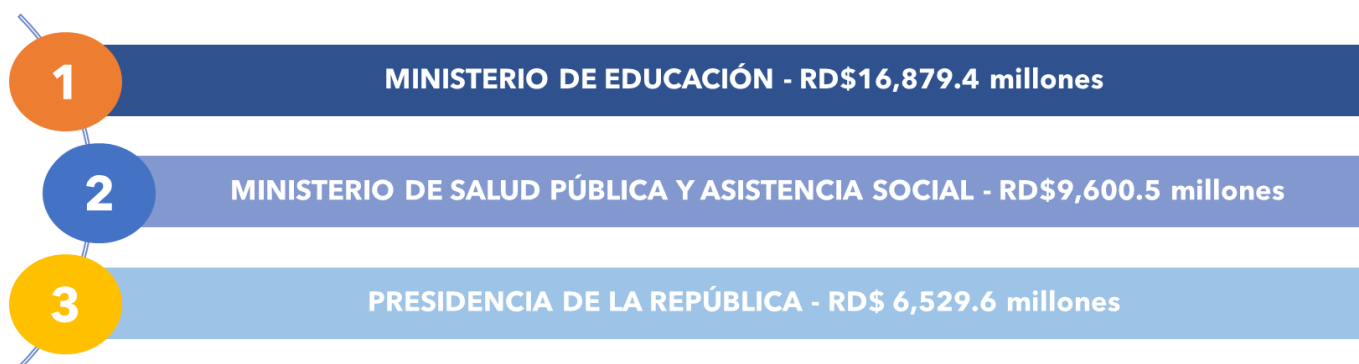 1
MINISTERIO DE EDUCACIÓN - RD$16,879.4 millones
2
MINISTERIO DE SALUD PÚBLICA Y ASISTENCIA SOCIAL - RD$9,600.5 millones
3
PRESIDENCIA DE LA REPÚBLICA - RD$ 6,529.6 millones